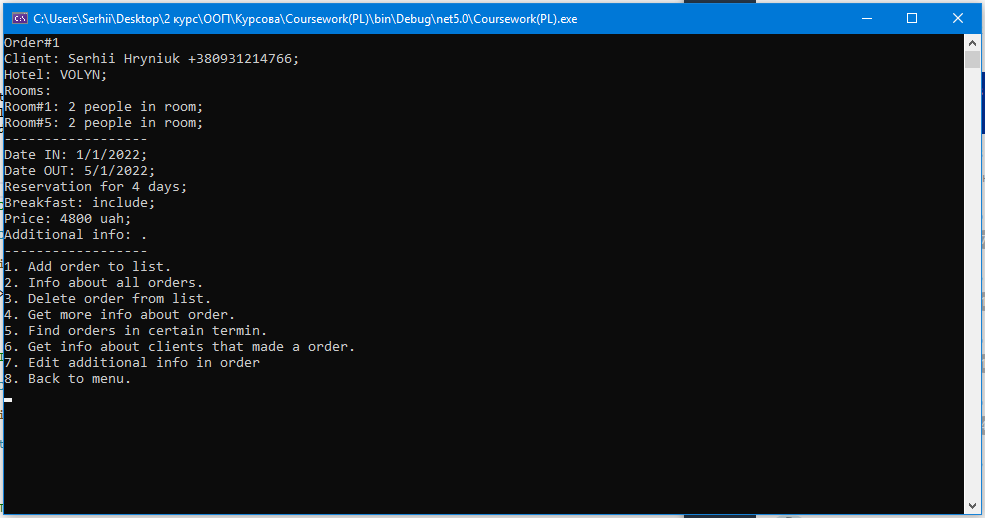 C:\Users\Serhii\Desktop\2 курс\ООП\Курсова\Coursework(PL)\bin\Debug\net5.0\Coursework(PL).exe
Order#1
Client: Serhii Hryniuk +380931214766;
Hotel: VOLYN;
Rooms:
Room#1: 2 people in room;
Room#5: 2 people in room;
------------------
Date IN: 1/1/2022;
Date OUT: 5/1/2022;
Reservation for 4 days;
Breakfast: include;
Price: 4800 uah;
Additional info: .
------------------
1. Add order to list.
2. Info about all orders.
3. Delete order from list.
4. Get more info about order.
5. Find orders in certain termin.
6. Get info about clients that made a order.
7. Edit additional info in order
8. Back to menu.